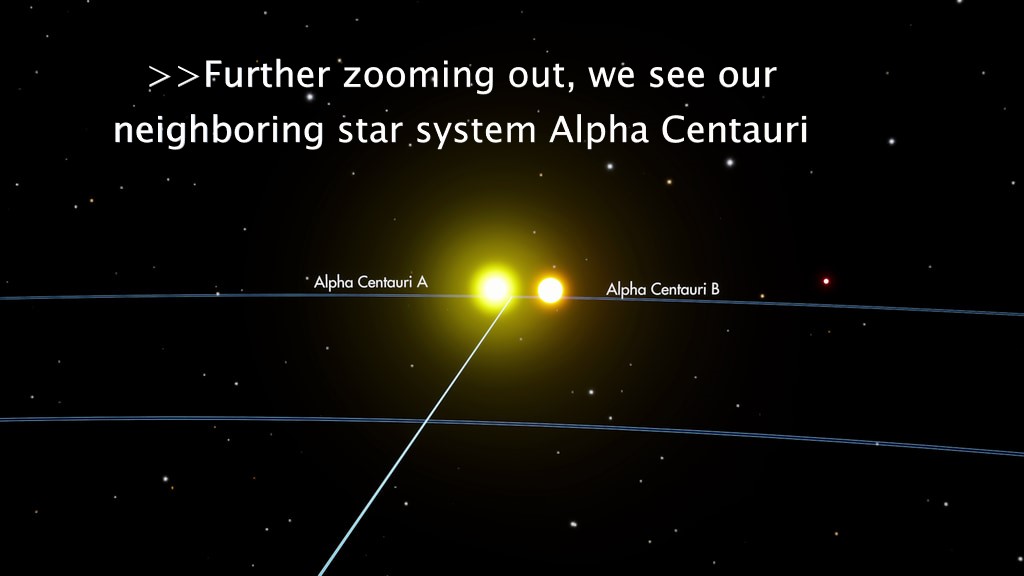 >>Further zooming out, we see our
neighboring star system Alpha Centauri
Alpha Centauri A
Alpha Centauri B